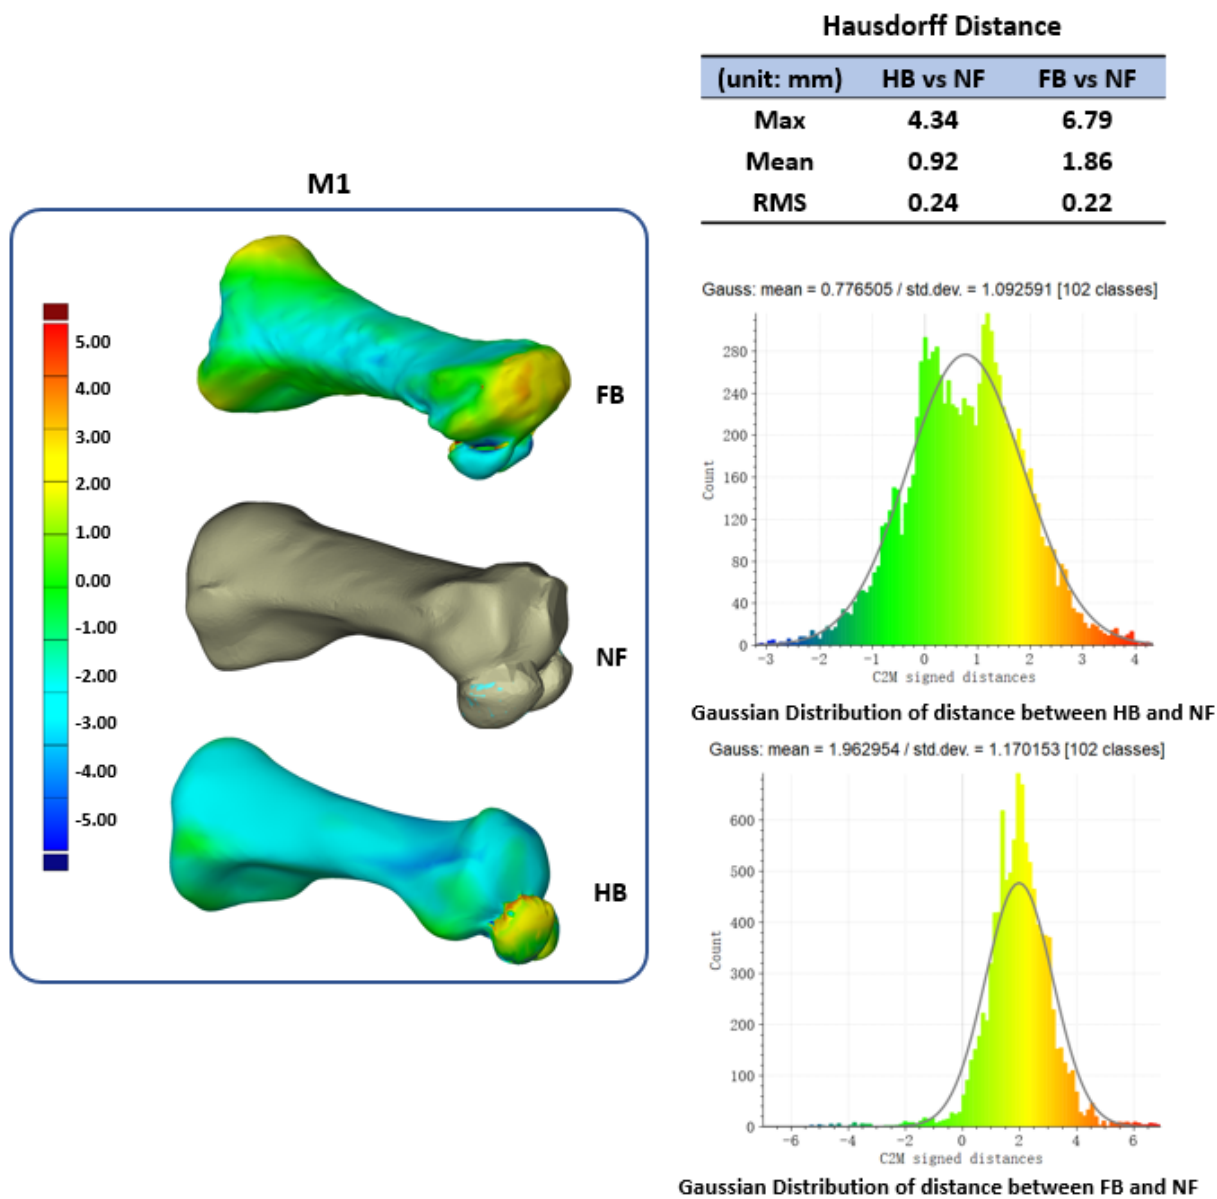 Hausdorff Distance
(unit: mm) HB vs NF FB vs NF
Max 4.34 6.79
Mean 0.92 1.86
RMS 0.24 0.22
M1
5.00
4.00
3.00
2.00
1.00
0.00
-1.00
-2.00
-3.00
-4.00
-5.00
FB
NF
HB
Gauss: mean = 0.776505 / std.dev. = 1.092591 [102 classes]
280
240
200
160
120
80
40
0
Count
-3 -2 -1 0 1 2 3 4
C2M signed distances
Gaussian Distribution of distance between HB and NF
Gauss: mean = 1.962954 / std.dev. = 1.170153 [102 classes]
600
500
400
300
200
100
0
Count
-6 -4 -2 0 2 4 6
C2M signed distances
Gaussian Distribution of distance between FB and NF